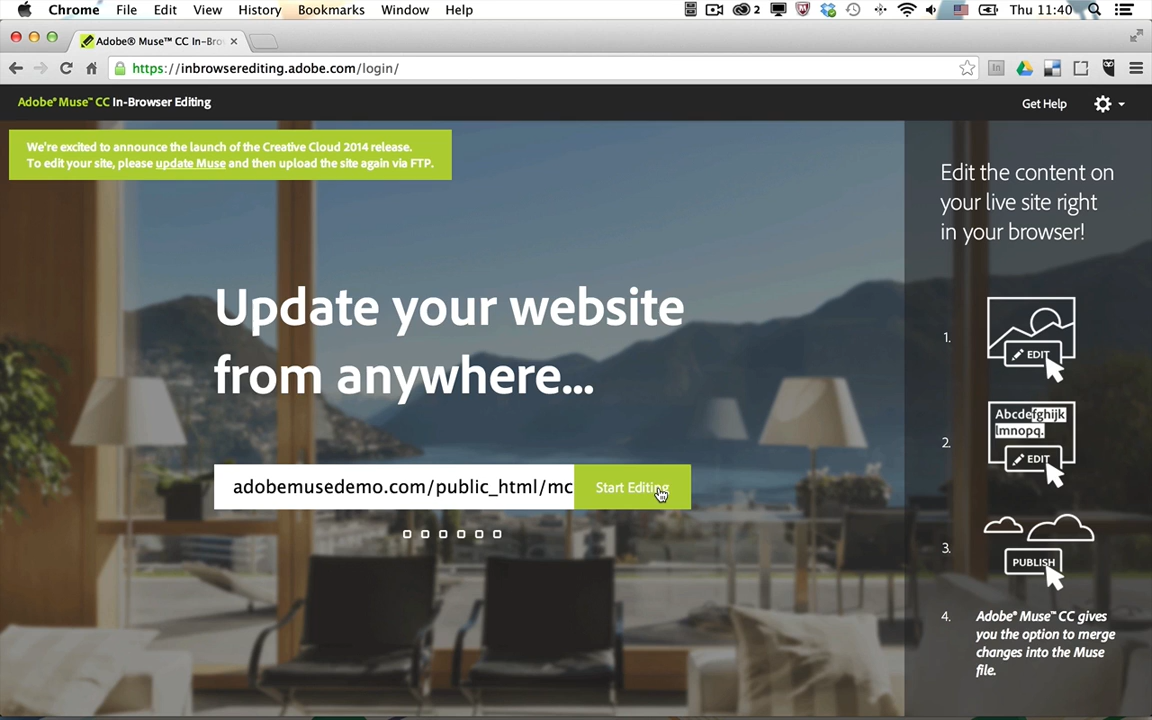 Chrome File Edit View History Bookmarks Window Help 2 Thu 11:40
Adobe® Muse™ CC In-Bro
https://inbrowserediting.adobe.com/login/
Adobe® Muse™ CC In-Browser Editing
Get Help
We're excited to announce the launch of the Creative Cloud 2014 release.
To edit your site, please update Muse and then upload the site again via FTP.
Update your website
from anywhere...
adobemusedemo.com/public_html/mc
Start Editing
Edit the content on
your live site right
in your browser!
1.
EDIT
2.
Abcdefghijk
lmnopq.
EDIT
3.
PUBLISH
4. Adobe® Muse™ CC gives
you the option to merge
changes into the Muse
file.